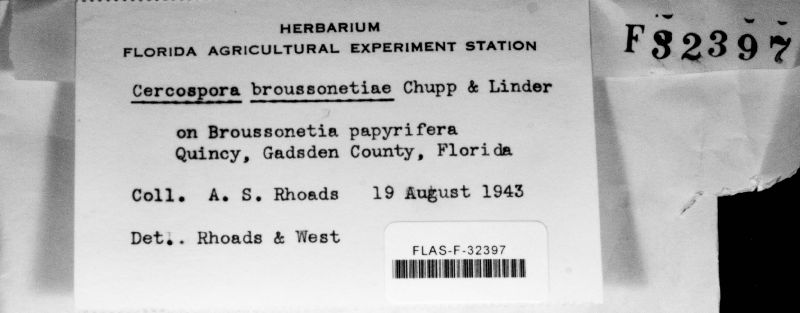 HERBARIUM
FLORIDA AGRICULTURAL EXPERIMENT STATION
F32397
Cercospora broussonetiae Chupp & Linder
on Broussonetia papyrifera
Quincy, Gadsden County, Florida
Coll. A. S. Rhoads 19 August 1943
Det.. Rhoads & West
FLAS-F-32397